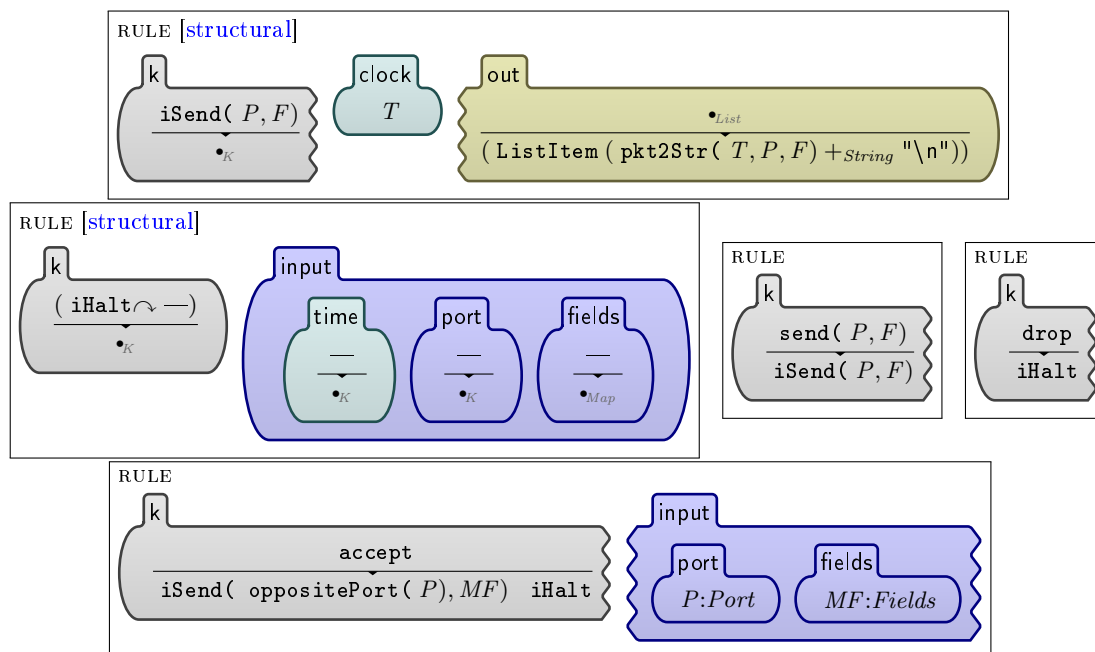 RULE [structural]
k clock out
iSend( P, F) T •List
•K ( ListItem ( pkt2Str( T, P, F) +String "\n"))
RULE [structural]
k input
( iHalt ↷ —) time port fields
•K — — —
•K •K •Map
RULE
k
send( P, F)
iSend( P, F)
RULE
k
drop
iHalt
RULE
k input
accept port fields
iSend( oppositePort( P), MF) iHalt P:Port MF:Fields